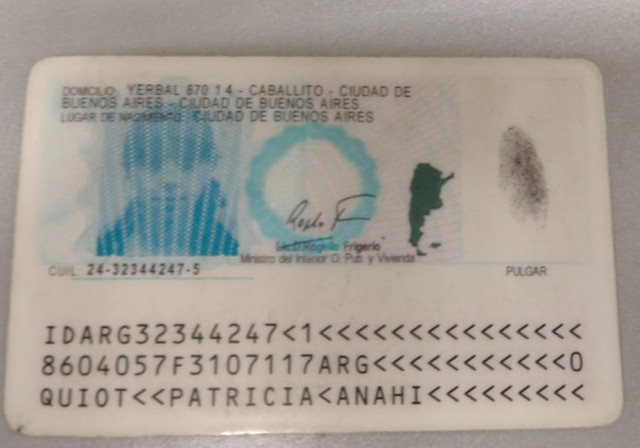 DOMICILIO: YERBAL 670 1 4 - CABALLITO - CIUDAD DE
BUENOS AIRES - CIUDAD DE BUENOS AIRES
LUGAR DE NACIMIENTO: CIUDAD DE BUENOS AIRES
Lic. Rogelio Frigerio
Ministro del Interior O. Pub. y Vivienda
CUIL: 24-32344247-5
PULGAR
IDARG32344247<1<<<<<<<<<<<<<<<
8604057F3107117ARG<<<<<<<<<<<0
QUIOT<<PATRICIA<ANAHI<<<<<<<<<